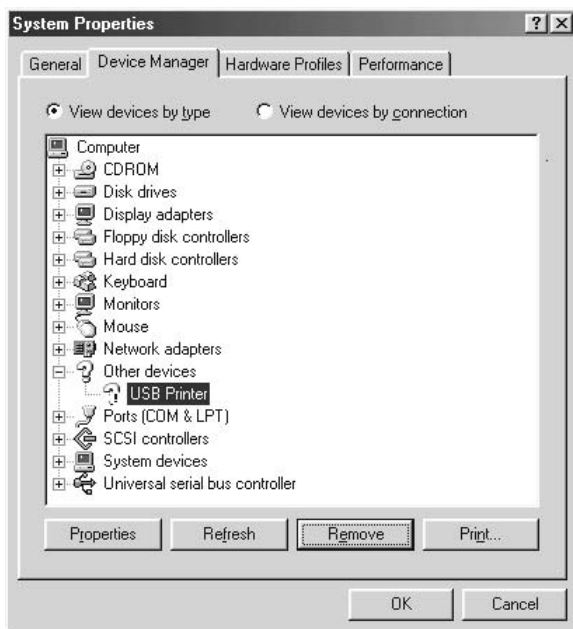 System Properties
General Device Manager Hardware Profiles Performance
View devices by type View devices by connection
Computer
CDROM
Disk drives
Display adapters
Floppy disk controllers
Hard disk controllers
Keyboard
Monitors
Mouse
Network adapters
Other devices
USB Printer
Ports (COM & LPT)
SCSI controllers
System devices
Universal serial bus controller
Properties Refresh Remove Print...
OK Cancel